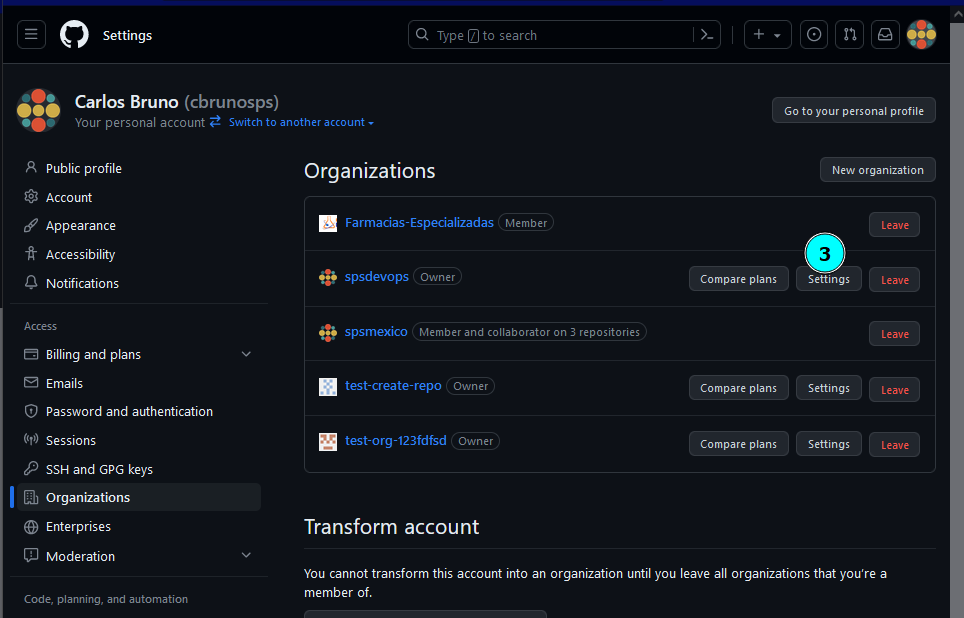 Settings
Type / to search
Carlos Bruno (cbrunosps)
Your personal account Switch to another account
Go to your personal profile
Public profile
Account
Appearance
Accessibility
Notifications
Access
Billing and plans
Emails
Password and authentication
Sessions
SSH and GPG keys
Organizations
Enterprises
Moderation
Code, planning, and automation
Organizations
New organization
Farmacias-Especializadas Member
Leave
3
spsdevops Owner
Compare plans Settings Leave
spsmexico Member and collaborator on 3 repositories
Leave
test-create-repo Owner
Compare plans Settings Leave
test-org-123fdfsd Owner
Compare plans Settings Leave
Transform account
You cannot transform this account into an organization until you leave all organizations that you're a
member of.